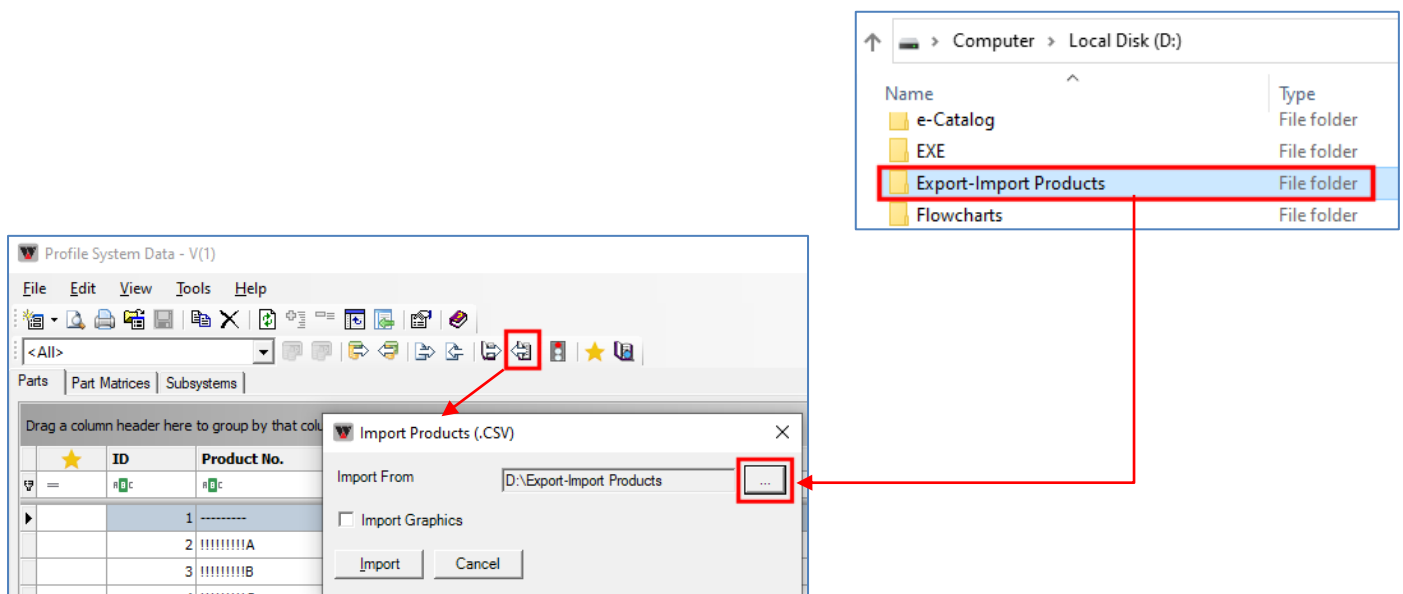 Computer > Local Disk (D:)
Name Type
e-Catalog File folder
EXE File folder
Export-Import Products File folder
Flowcharts File folder
Profile System Data - V(1)
File Edit View Tools Help
<All>
Parts Part Matrices Subsystems
Drag a column header here to group by that colu
ID Product No.
= ABC ABC
1 ---------
2 !!!!!!!!!A
3 !!!!!!!!!B
Import Products (.CSV)
Import From D:\Export-Import Products ...
Import Graphics
Import Cancel